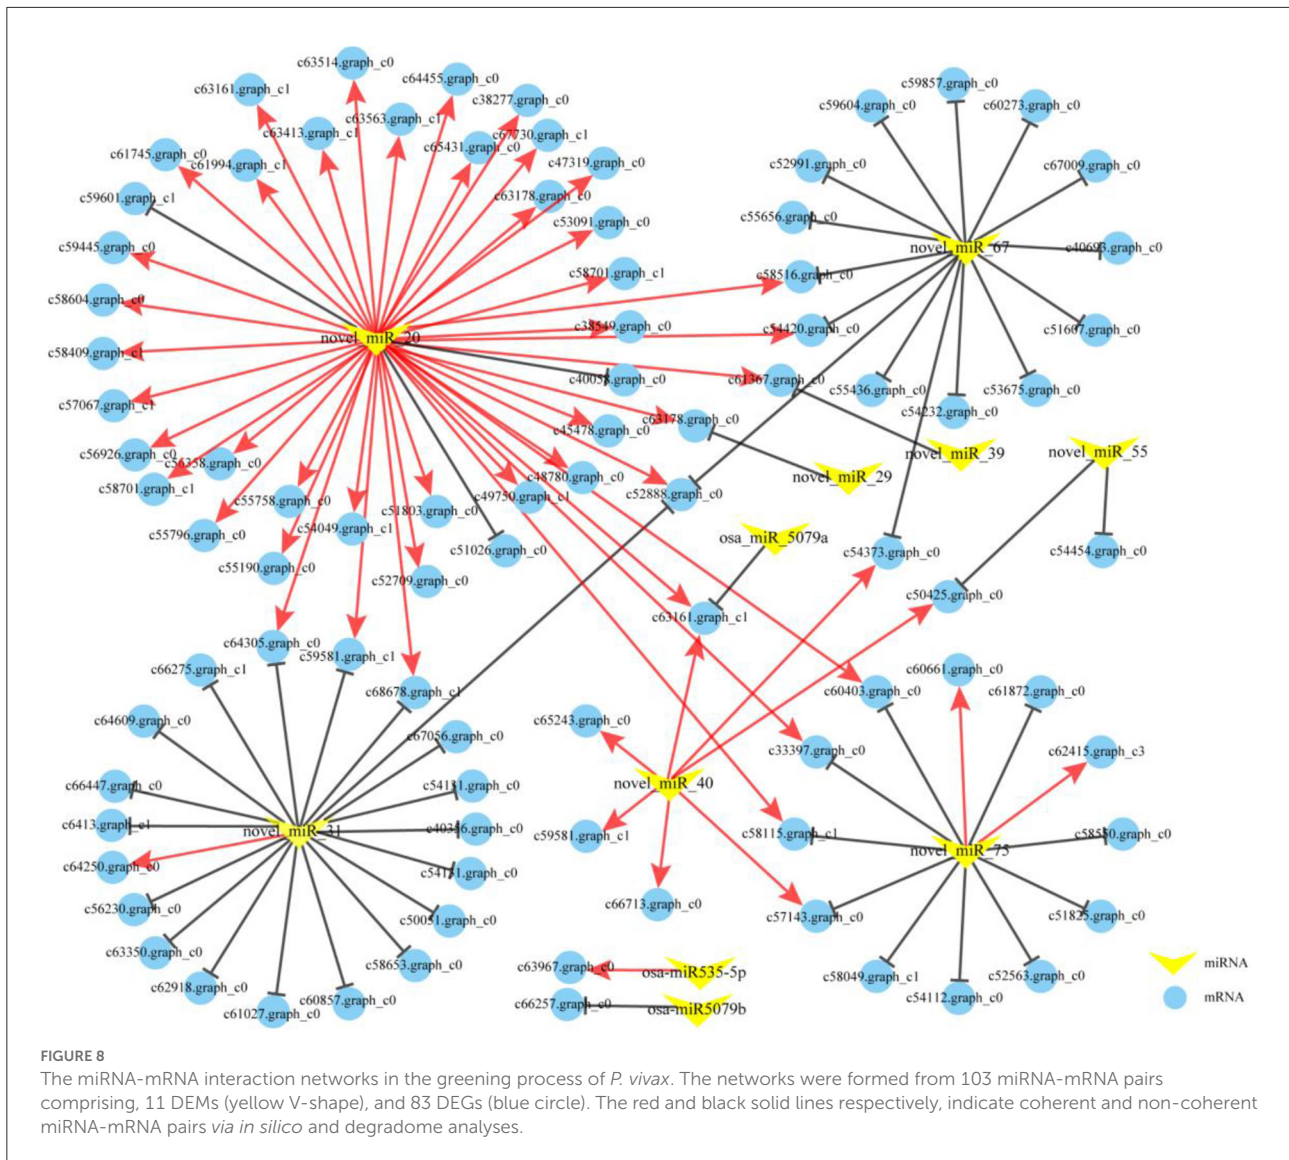 c63514.graph_c0
c64455.graph_c0
c63161.graph_c1
c38277.graph_c0
c63563.graph_c1
c63413.graph_c1
c67730.graph_c1
c65431.graph_c0
c61745.graph_c0
c61994.graph_c1
c47319.graph_c0
c59601.graph_c1
c63178.graph_c0
c53091.graph_c0
c59445.graph_c0
c58701.graph_c1
c58604.graph_c0
c38549.graph_c0
novel_miR_20
c58409.graph_c1
c40058.graph_c0
c57067.graph_c1
c63178.graph_c0
c45478.graph_c0
c56926.graph_c0
c56358.graph_c0
c58701.graph_c1
c48780.graph_c0
c49750.graph_c1
c52888.graph_c0
c55758.graph_c0
c51803.graph_c0
c55796.graph_c0
c54049.graph_c1
c51026.graph_c0
c55190.graph_c0
c52709.graph_c0
c59857.graph_c0
c59604.graph_c0
c60273.graph_c0
c52991.graph_c0
c67009.graph_c0
c55656.graph_c0
novel_miR_67
c40693.graph_c0
c58516.graph_c0
c54420.graph_c0
c51607.graph_c0
c61367.graph_c0
c55436.graph_c0
c53675.graph_c0
c54232.graph_c0
novel_miR_39
novel_miR_55
novel_miR_29
osa_miR_5079a
c54373.graph_c0
c54454.graph_c0
c50425.graph_c0
c63161.graph_c1
c64305.graph_c0
c59581.graph_c1
c66275.graph_c1
c68678.graph_c1
c64609.graph_c0
c67056.graph_c0
c66447.graph_c0
c54131.graph_c0
c6413.graph_c1
novel_miR_31
c40356.graph_c0
c64250.graph_c0
c54131.graph_c0
c56230.graph_c0
c50051.graph_c0
c63350.graph_c0
c58653.graph_c0
c62918.graph_c0
c61027.graph_c0
c60857.graph_c0
c60661.graph_c0
c60403.graph_c0
c61872.graph_c0
c65243.graph_c0
c33397.graph_c0
c62415.graph_c3
novel_miR_40
c59581.graph_c1
c58115.graph_c1
c58550.graph_c0
novel_miR_75
c66713.graph_c0
c57143.graph_c0
c51825.graph_c0
c63967.graph_c0
osa-miR535-5p
c58049.graph_c1
c52563.graph_c0
c54112.graph_c0
c66257.graph_c0
osa-miR5079b
miRNA
mRNA
FIGURE 8
The miRNA-mRNA interaction networks in the greening process of P. vivax. The networks were formed from 103 miRNA-mRNA pairs
comprising, 11 DEMs (yellow V-shape), and 83 DEGs (blue circle). The red and black solid lines respectively, indicate coherent and non-coherent
miRNA-mRNA pairs via in silico and degradome analyses.